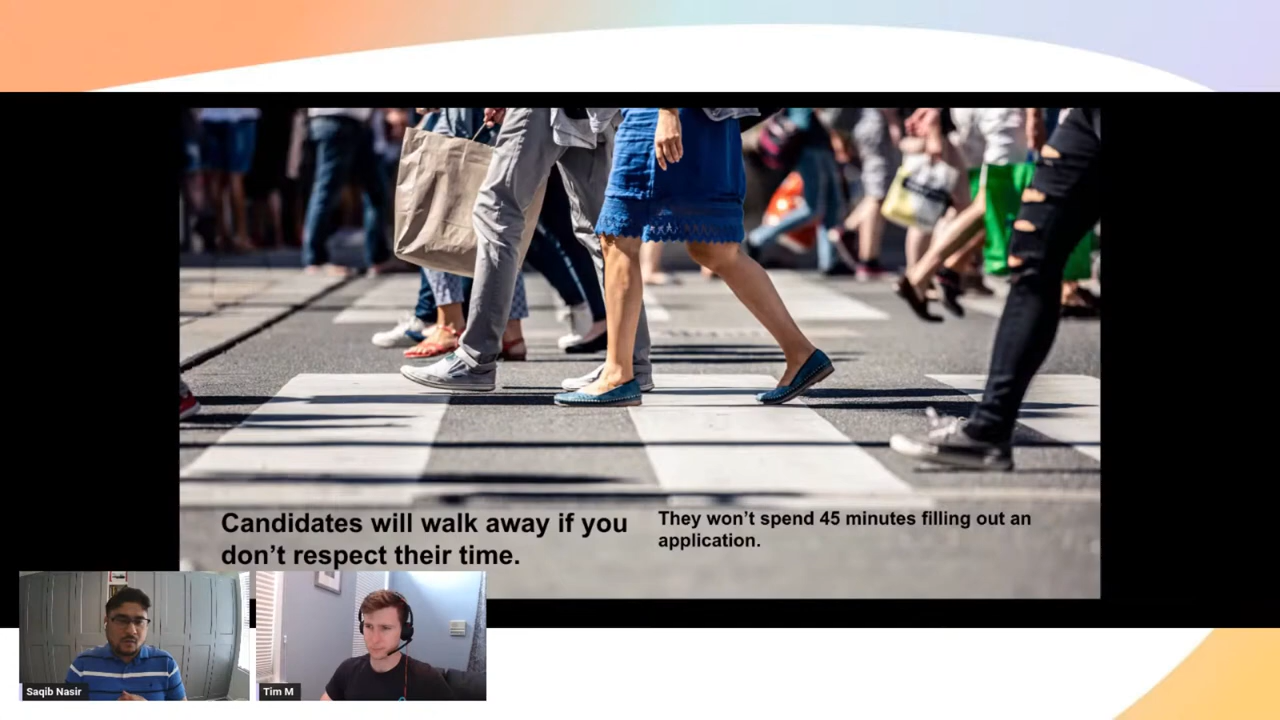 Candidates will walk away if you
don’t respect their time.
They won’t spend 45 minutes filling out an
application.
Saqib Nasir
Tim M